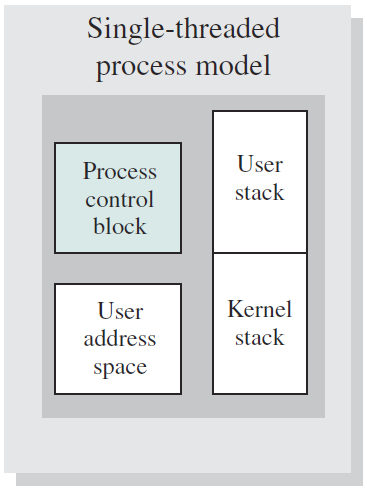 Single-threaded
process model
Process
control
block
User
stack
User
address
space
Kernel
stack